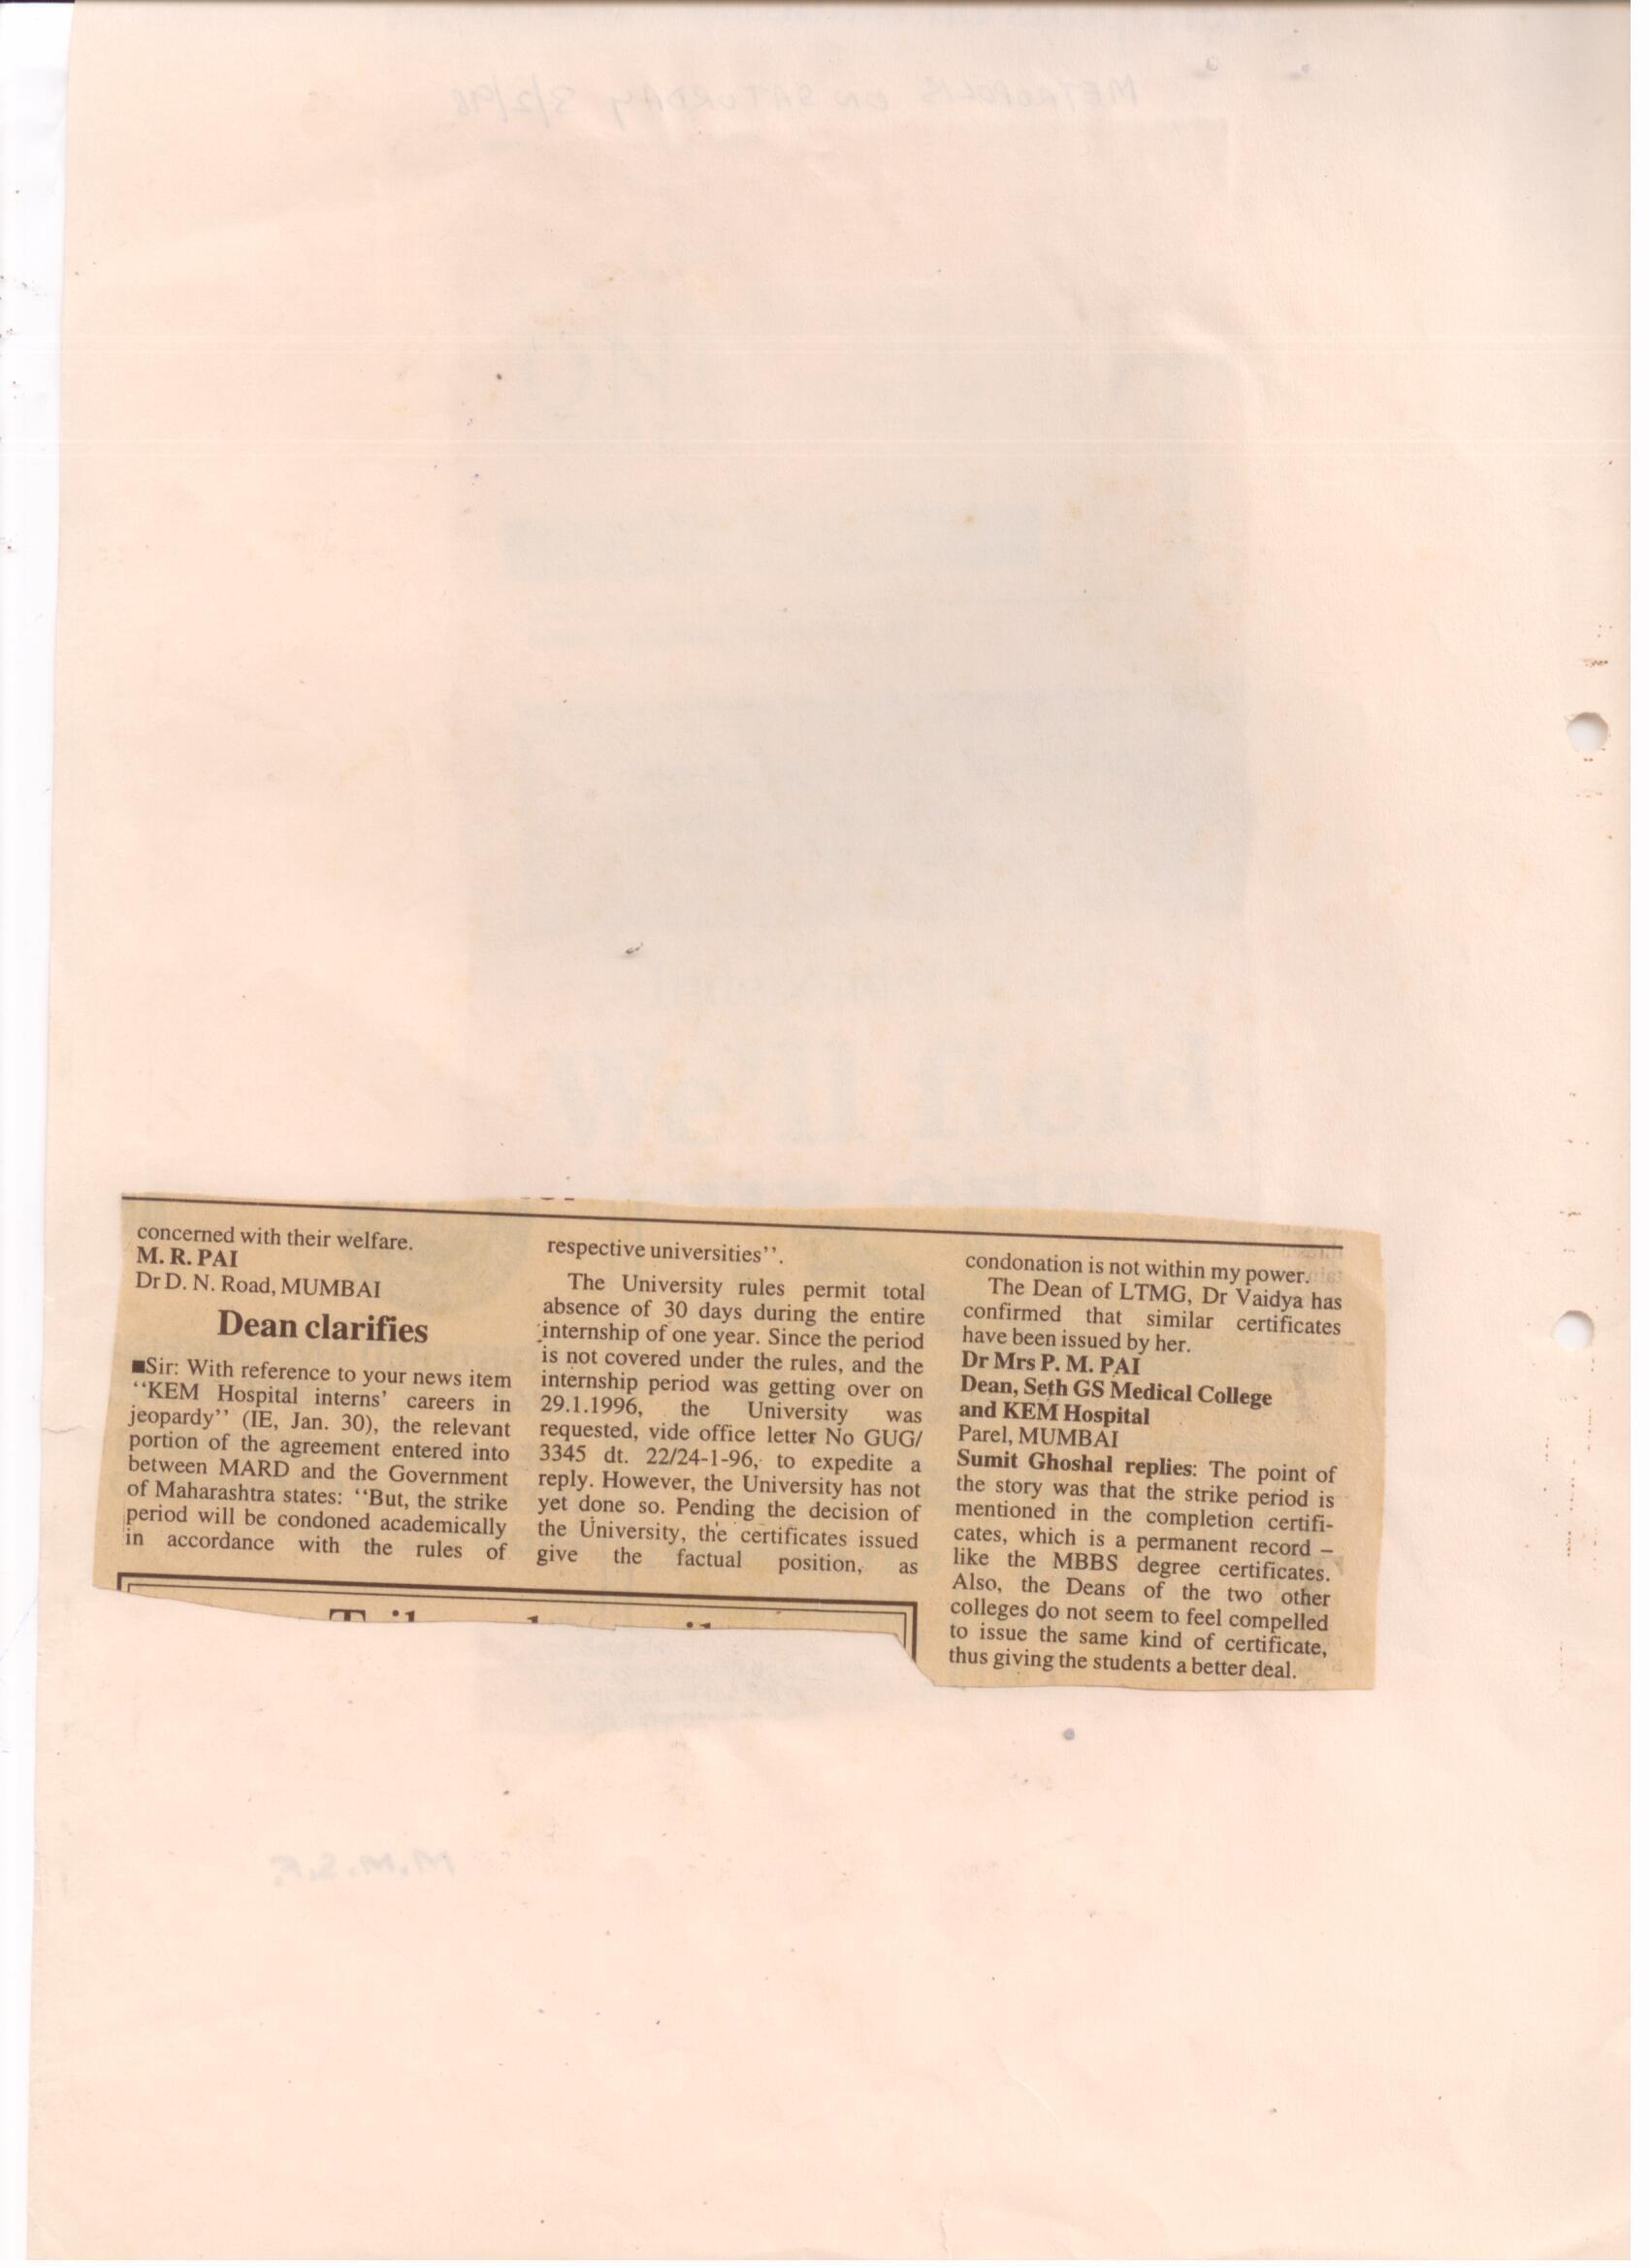 METROPOLIS ON SATURDAY 3/2/96
concerned with their welfare.
M. R. PAI
Dr D. N. Road, MUMBAI
Dean clarifies
■Sir: With reference to your news item
‘‘KEM Hospital interns’ careers in
jeopardy’’ (IE, Jan. 30), the relevant
portion of the agreement entered into
between MARD and the Government
of Maharashtra states: ‘‘But, the strike
period will be condoned academically
in accordance with the rules of
respective universities’’.
The University rules permit total
absence of 30 days during the entire
internship of one year. Since the period
is not covered under the rules, and the
internship period was getting over on
29.1.1996, the University was
requested, vide office letter No GUG/
3345 dt. 22/24-1-96, to expedite a
reply. However, the University has not
yet done so. Pending the decision of
the University, the certificates issued
give the factual position, as
condonation is not within my power.
The Dean of LTMG, Dr Vaidya has
confirmed that similar certificates
have been issued by her.
Dr Mrs P. M. PAI
Dean, Seth GS Medical College
and KEM Hospital
Parel, MUMBAI
Sumit Ghoshal replies: The point of
the story was that the strike period is
mentioned in the completion certifi-
cates, which is a permanent record –
like the MBBS degree certificates.
Also, the Deans of the two other
colleges do not seem to feel compelled
to issue the same kind of certificate,
thus giving the students a better deal.
M.M.S.F.